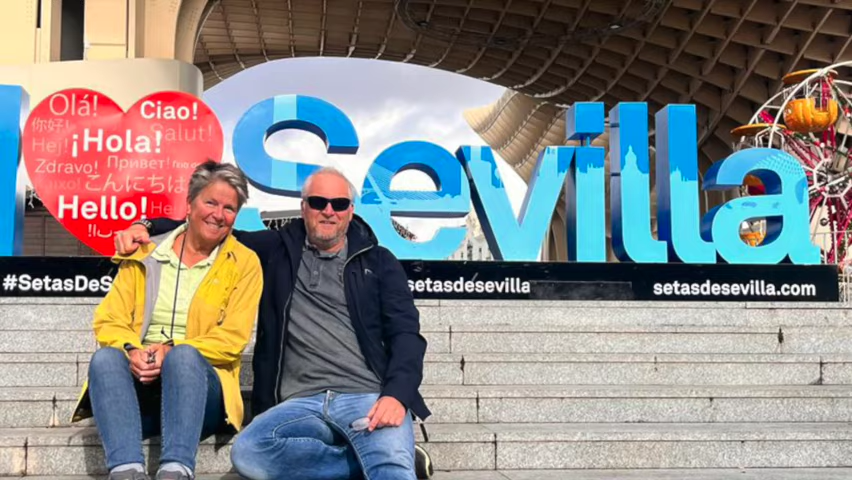 I
Olá!
Ciao!
你好!
¡Hola!
Salut!
Hej!
Zdravo!
Привет!
こんにちは
Hello!
Sevilla
#SetasDeS
setasdesevilla
setasdesevilla.com